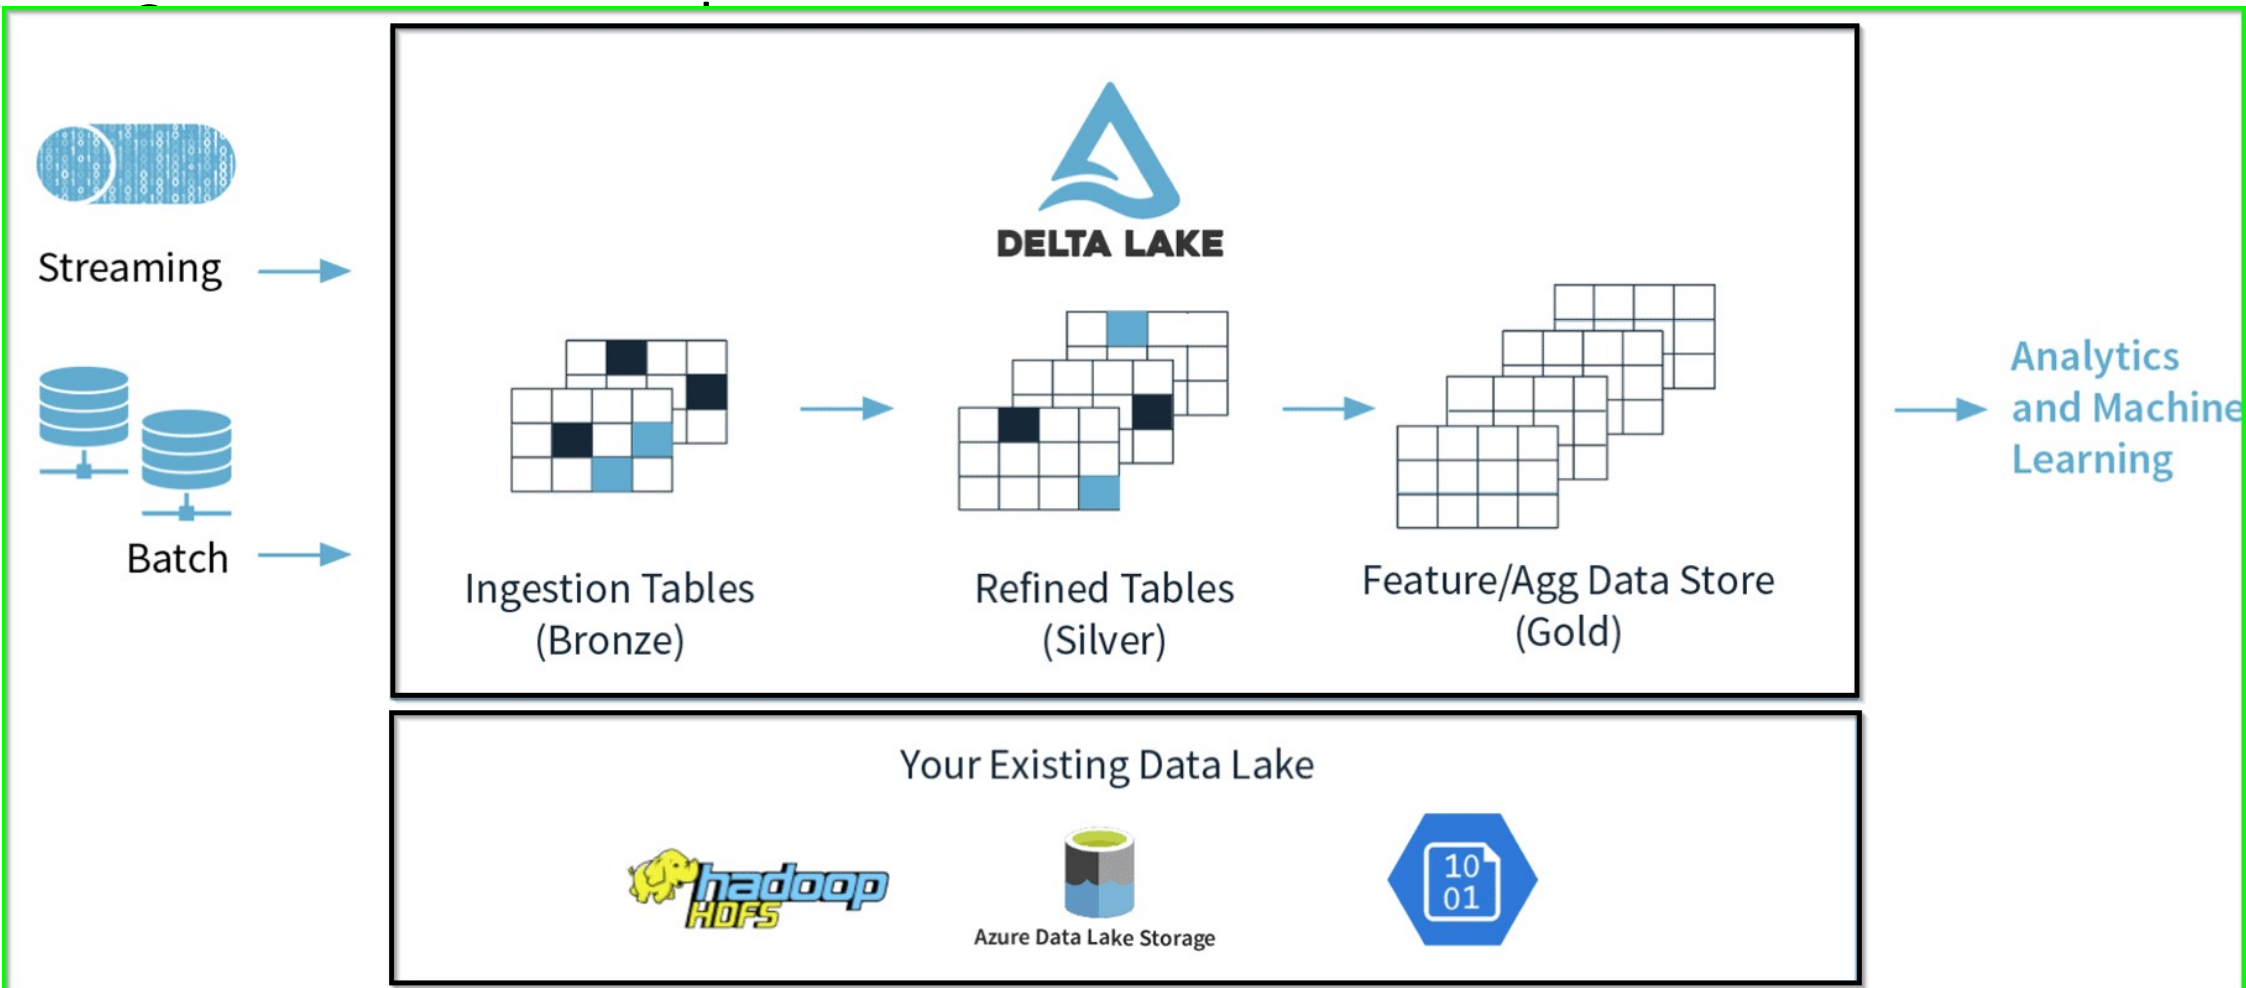 DELTA LAKE
Streaming
Batch
Ingestion Tables
(Bronze)
Refined Tables
(Silver)
Feature/Agg Data Store
(Gold)
Analytics
and Machine
Learning
Your Existing Data Lake
hadoop
HDFS
Azure Data Lake Storage
10
01